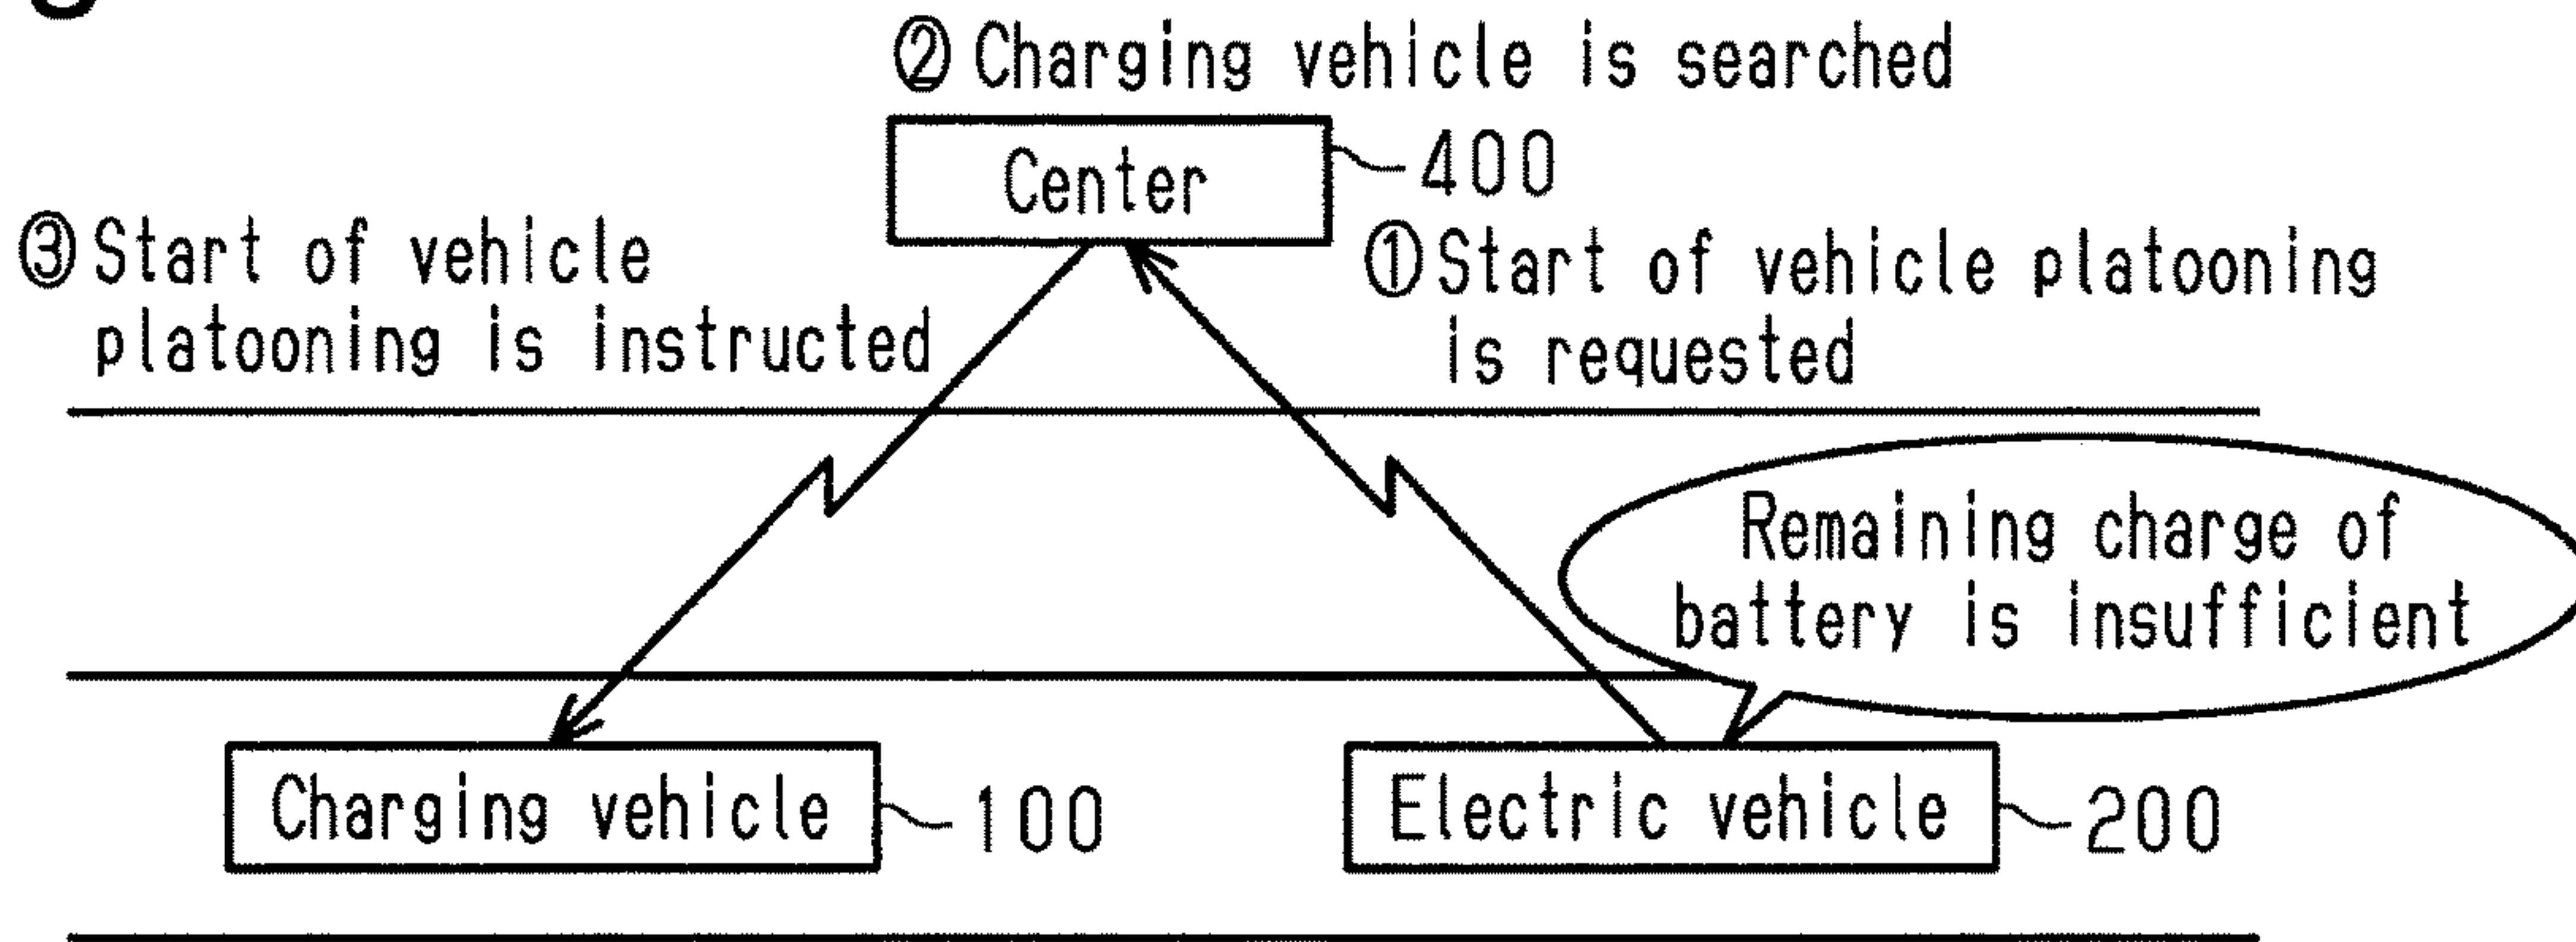 ② Charging vehicle is searched
Center
400
③ Start of vehicle
platooning is instructed
① Start of vehicle platooning
is requested
Remaining charge of
battery is insufficient
Charging vehicle
100
Electric vehicle
200